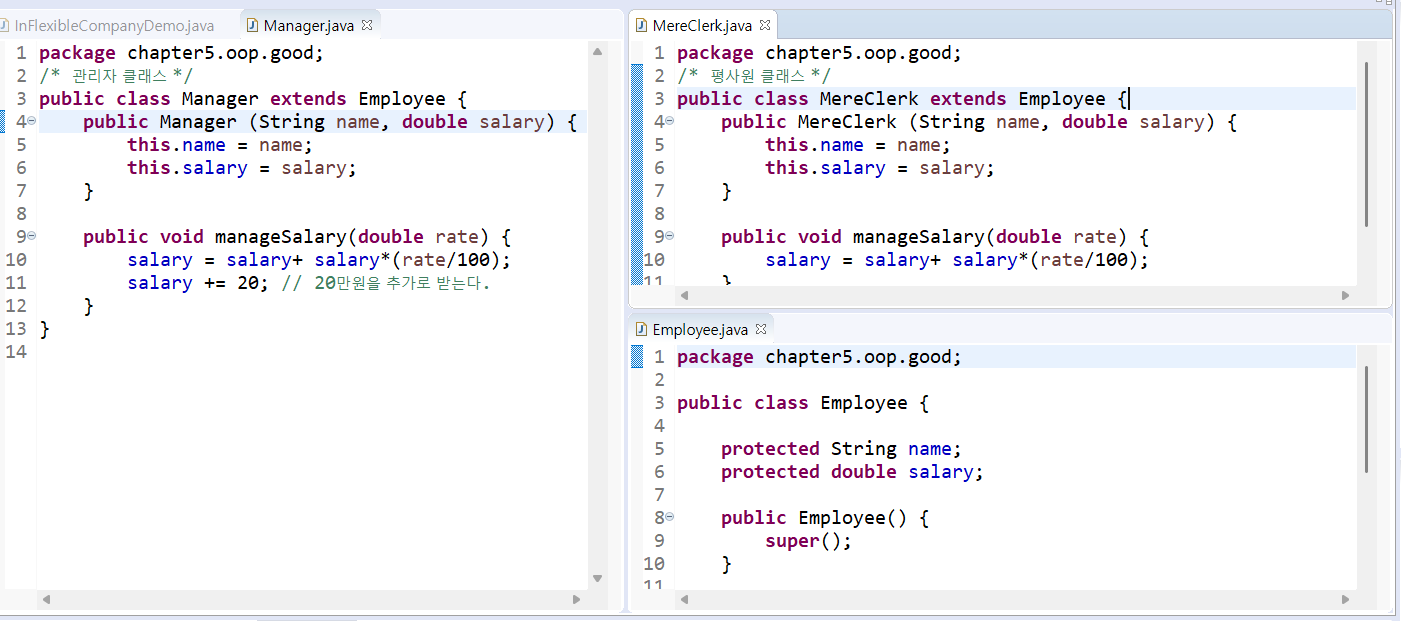 InFlexibleCompanyDemo.java
Manager.java
1 package chapter5.oop.good;
2 /* 관리자 클래스 */
3 public class Manager extends Employee {
4 public Manager (String name, double salary) {
5 this.name = name;
6 this.salary = salary;
7 }
8
9 public void manageSalary(double rate) {
10 salary = salary+ salary*(rate/100);
11 salary += 20; // 20만원을 추가로 받는다.
12 }
13 }
14
MereClerk.java
1 package chapter5.oop.good;
2 /* 평사원 클래스 */
3 public class MereClerk extends Employee {
4 public MereClerk (String name, double salary) {
5 this.name = name;
6 this.salary = salary;
7 }
8
9 public void manageSalary(double rate) {
10 salary = salary+ salary*(rate/100);
11 }
Employee.java
1 package chapter5.oop.good;
2
3 public class Employee {
4
5 protected String name;
6 protected double salary;
7
8 public Employee() {
9 super();
10 }
11